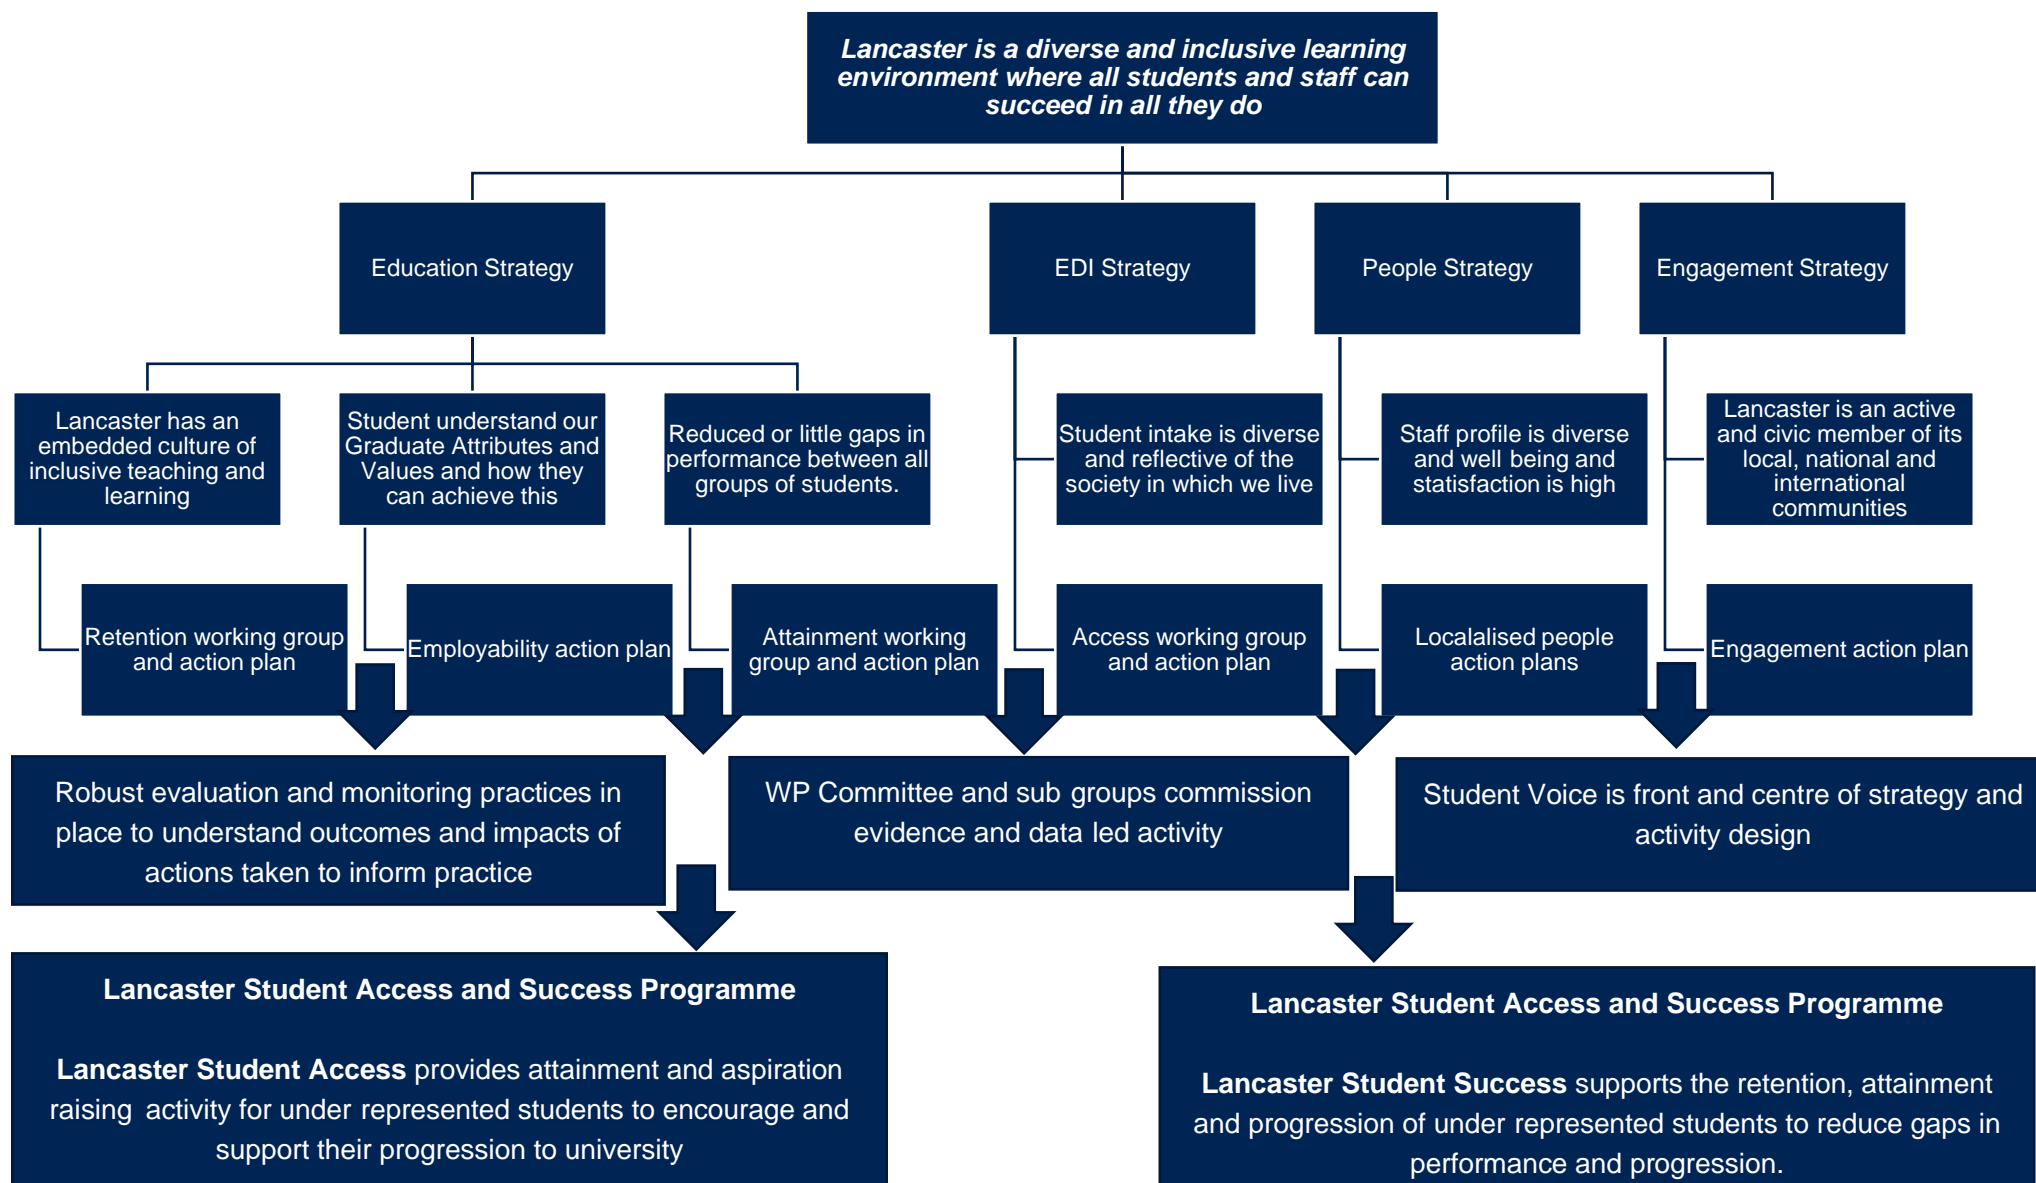 Lancaster is a diverse and inclusive learning
environment where all students and staff can
succeed in all they do
Education Strategy
EDI Strategy
People Strategy
Engagement Strategy
Lancaster has an
embedded culture of
inclusive teaching and
learning
Student understand our
Graduate Attributes and
Values and how they
can achieve this
Reduced or little gaps in
performance between all
groups of students.
Student intake is diverse
and reflective of the
society in which we live
Staff profile is diverse
and well being and
statisfaction is high
Lancaster is an active
and civic member of its
local, national and
international
communities
Retention working group
and action plan
Employability action plan
Attainment working
group and action plan
Access working group
and action plan
Localalised people
action plans
Engagement action plan
Robust evaluation and monitoring practices in
place to understand outcomes and impacts of
actions taken to inform practice
WP Committee and sub groups commission
evidence and data led activity
Student Voice is front and centre of strategy and
activity design
Lancaster Student Access and Success Programme
Lancaster Student Access provides attainment and aspiration
raising activity for under represented students to encourage and
support their progression to university
Lancaster Student Access and Success Programme
Lancaster Student Success supports the retention, attainment
and progression of under represented students to reduce gaps in
performance and progression.